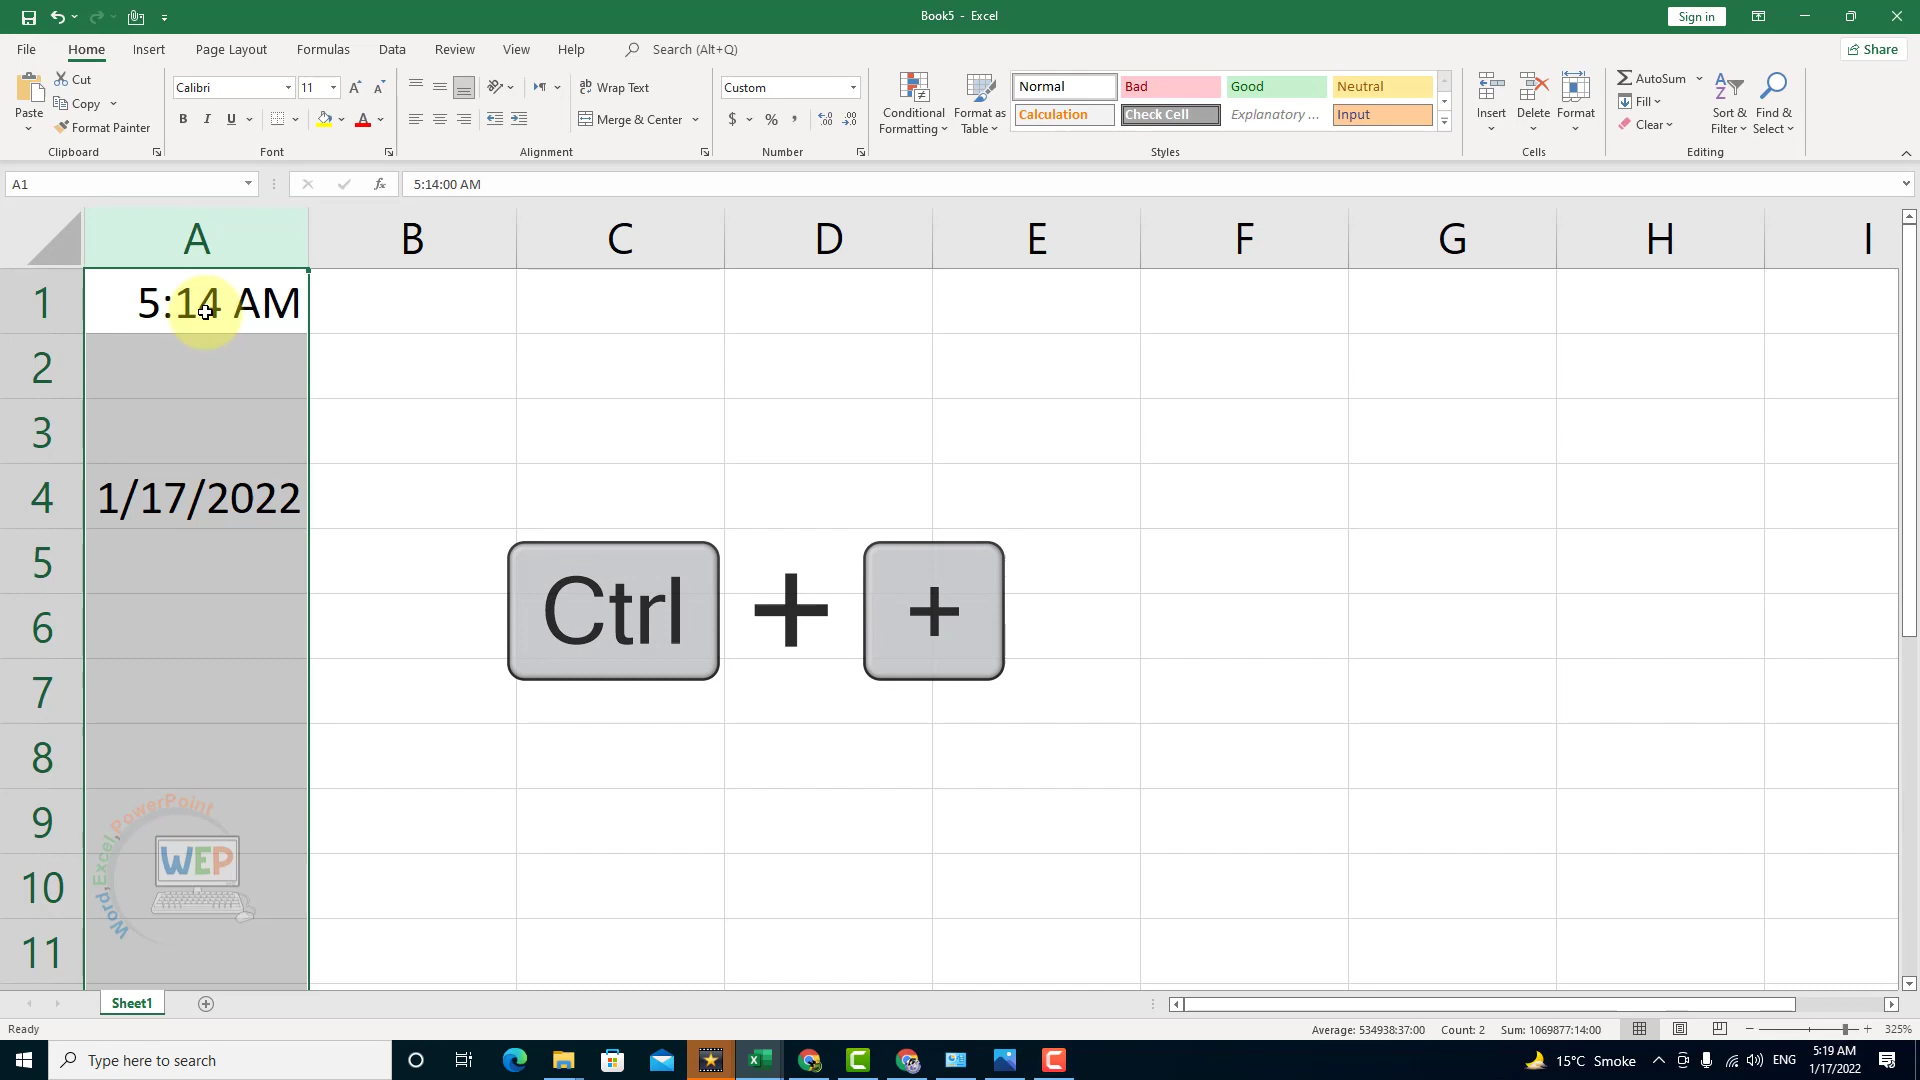 Book5 - Excel
Sign in
File Home Insert Page Layout Formulas Data Review View Help Search (Alt+Q)
Share
Paste
Cut
Copy
Format Painter
Clipboard
Calibri 11
B I U
Font
Wrap Text
Merge & Center
Alignment
Custom
$ % ,
Number
Conditional
Formatting
Format as
Table
Normal Bad Good Neutral
Calculation Check Cell Explanatory ... Input
Styles
Insert Delete Format
Cells
AutoSum
Fill
Clear
Sort &
Filter
Find &
Select
Editing
A1 fx 5:14:00 AM
A B C D E F G H I
1 5:14 AM
2
3
4 1/17/2022
5
6
7
8
9
10
11
Ctrl + +
Word,Excel,PowerPoint
WEP
Sheet1
Ready
Average: 534938:37:00 Count: 2 Sum: 1069877:14:00 325%
Type here to search
15°C Smoke
ENG
5:19 AM
1/17/2022